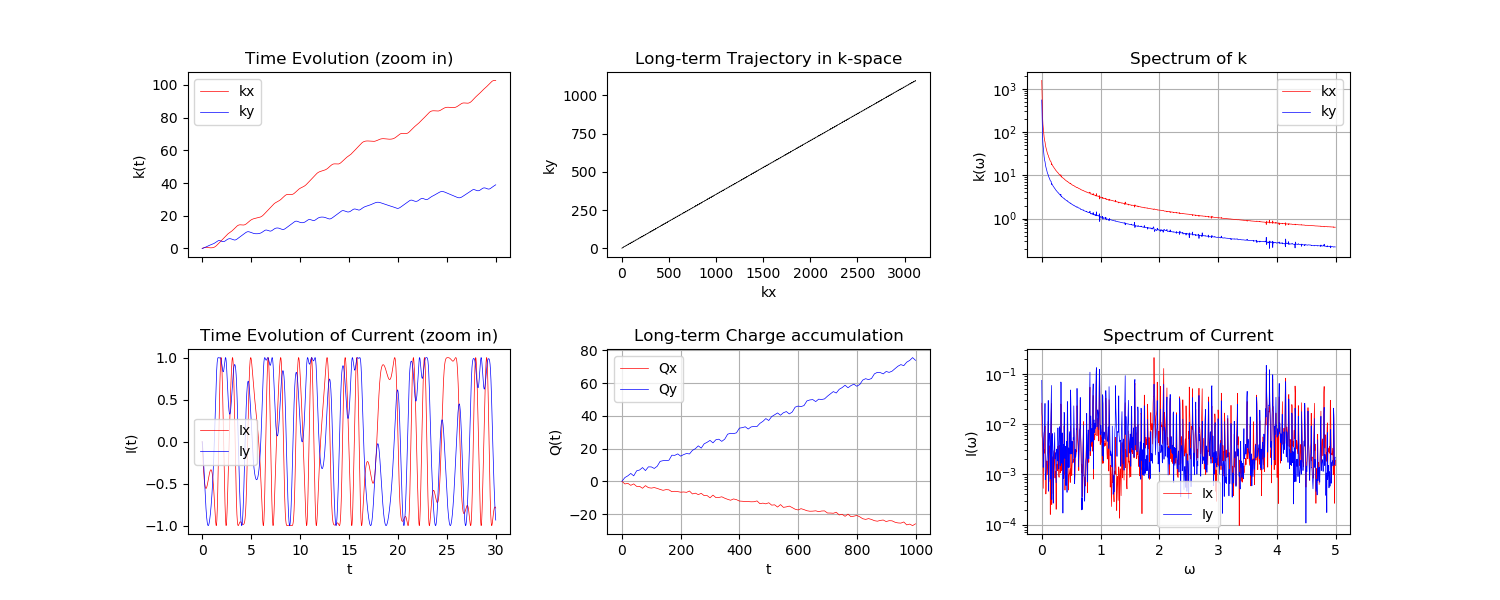 Time Evolution (zoom in)
kx
ky
k(t)
100
80
60
40
20
0
Long-term Trajectory in k-space
ky
1000
750
500
250
0
0 500 1000 1500 2000 2500 3000
kx
Spectrum of k
kx
ky
k(ω)
10³
10²
10¹
10⁰
Time Evolution of Current (zoom in)
Ix
Iy
I(t)
1.0
0.5
0.0
−0.5
−1.0
0 5 10 15 20 25 30
t
Long-term Charge accumulation
Qx
Qy
Q(t)
80
60
40
20
0
−20
0 200 400 600 800 1000
t
Spectrum of Current
Ix
Iy
I(ω)
10⁻¹
10⁻²
10⁻³
10⁻⁴
0 1 2 3 4 5
ω